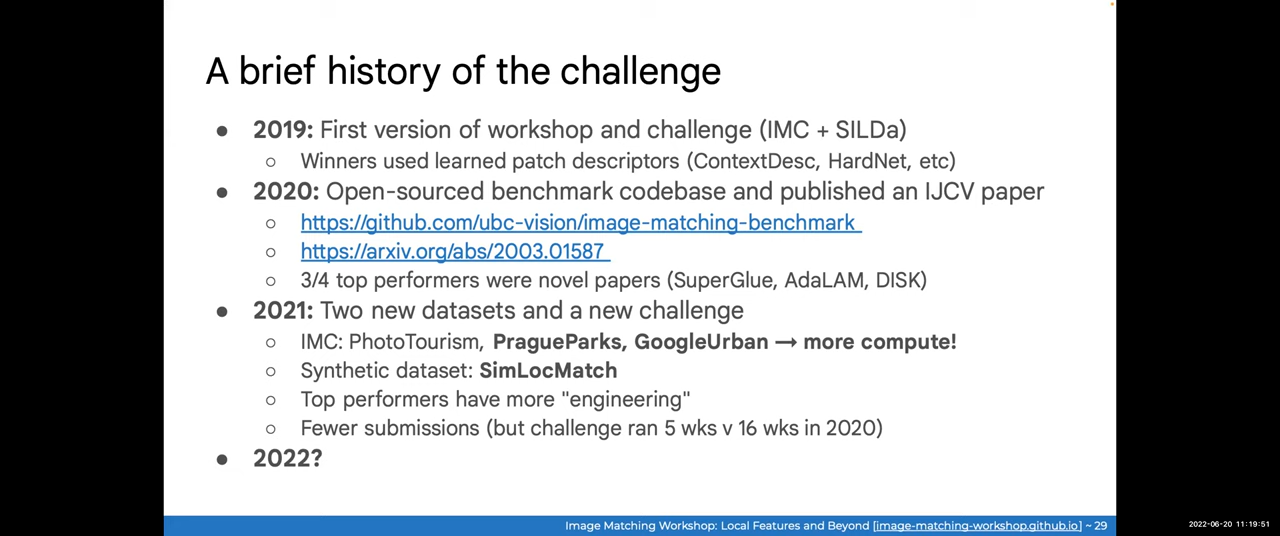 A brief history of the challenge
● 2019: First version of workshop and challenge (IMC + SILDa)
○ Winners used learned patch descriptors (ContextDesc, HardNet, etc)
● 2020: Open-sourced benchmark codebase and published an IJCV paper
○ https://github.com/ubc-vision/image-matching-benchmark
○ https://arxiv.org/abs/2003.01587
○ 3/4 top performers were novel papers (SuperGlue, AdaLAM, DISK)
● 2021: Two new datasets and a new challenge
○ IMC: PhotoTourism, PragueParks, GoogleUrban → more compute!
○ Synthetic dataset: SimLocMatch
○ Top performers have more "engineering"
○ Fewer submissions (but challenge ran 5 wks v 16 wks in 2020)
● 2022?
Image Matching Workshop: Local Features and Beyond [image-matching-workshop.github.io] ~ 29
2022-06-20 11:19:51